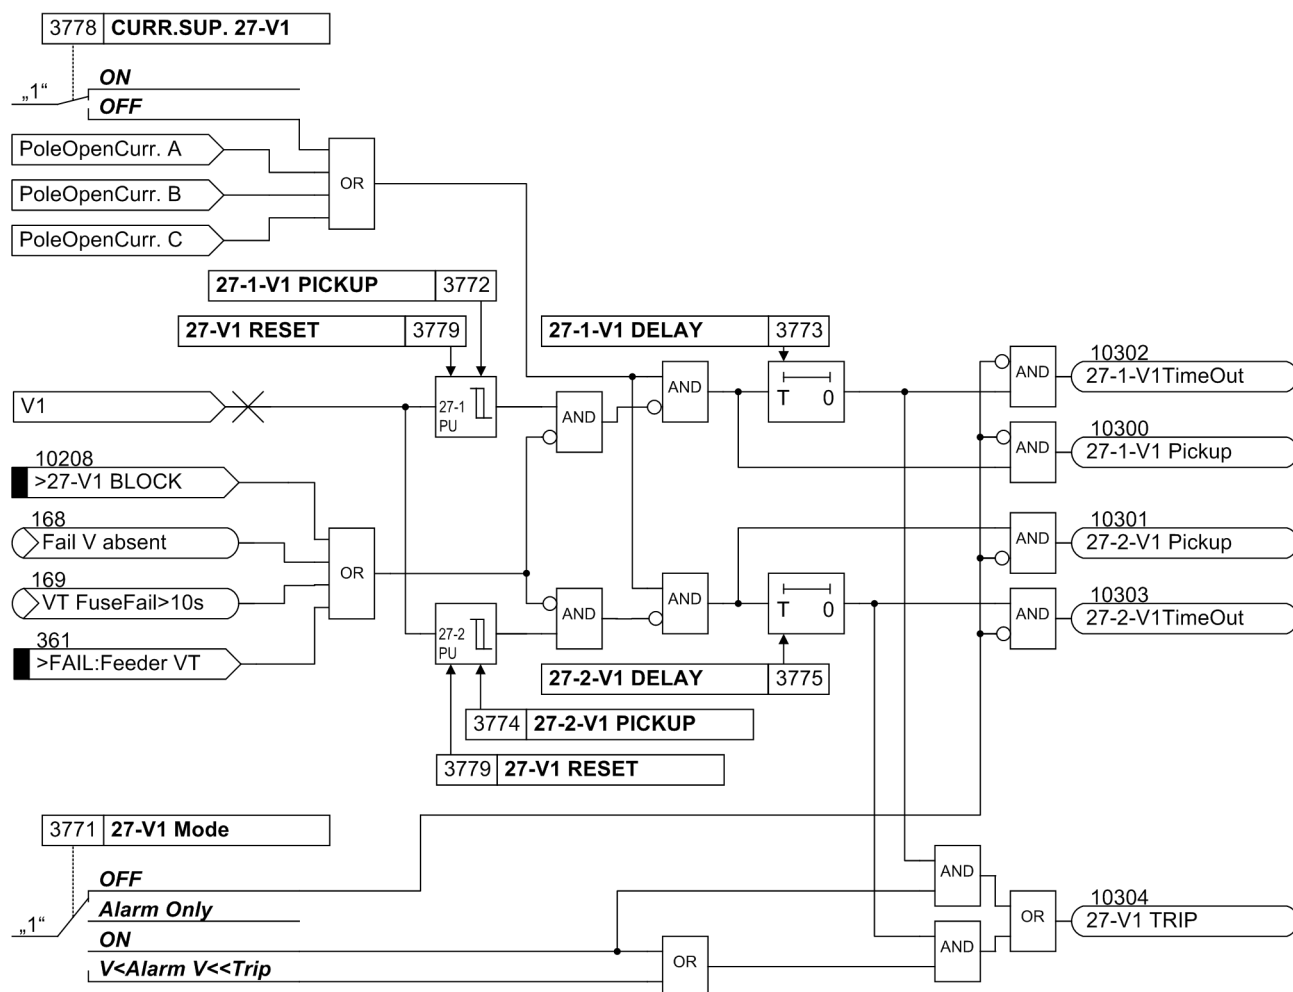 3778 CURR.SUP. 27-V1
ON
„1“
OFF
PoleOpenCurr. A
PoleOpenCurr. B
OR
PoleOpenCurr. C
27-1-V1 PICKUP 3772
27-V1 RESET 3779
27-1-V1 DELAY 3773
V1
27-1
PU
AND
AND
T 0
AND
10302
27-1-V1TimeOut
AND
10300
27-1-V1 Pickup
10208
>27-V1 BLOCK
168
Fail V absent
OR
169
VT FuseFail>10s
361
>FAIL:Feeder VT
27-2
PU
AND
AND
T 0
AND
10301
27-2-V1 Pickup
AND
10303
27-2-V1TimeOut
27-2-V1 DELAY 3775
3774 27-2-V1 PICKUP
3779 27-V1 RESET
3771 27-V1 Mode
OFF
Alarm Only
„1“
ON
V<Alarm V<<Trip
OR
AND
AND
OR
10304
27-V1 TRIP